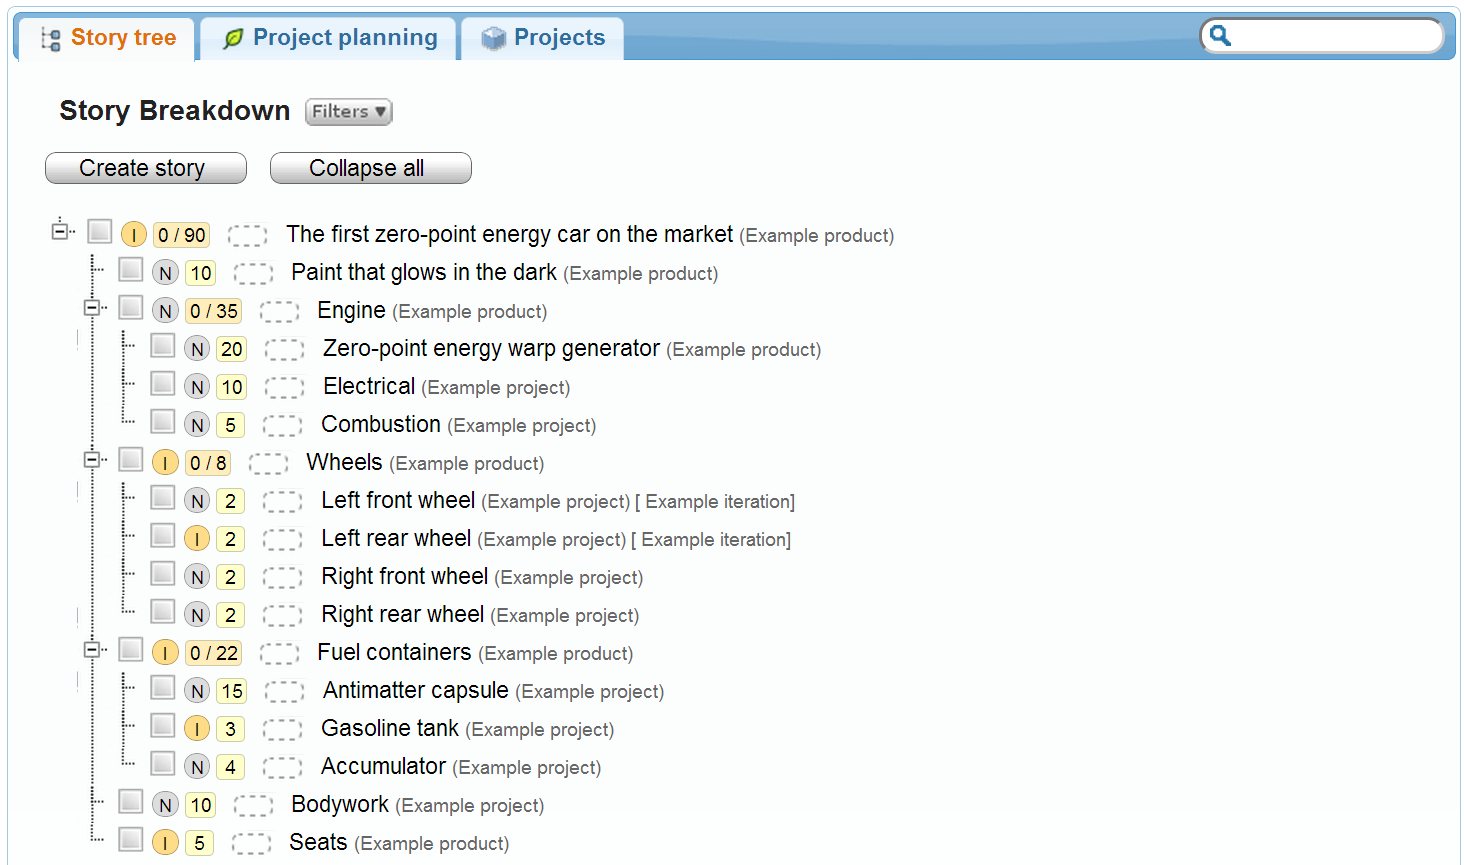 Story tree Project planning Projects
Story Breakdown Filters ▼
Create story Collapse all
I 0 / 90 The first zero-point energy car on the market (Example product)
N 10 Paint that glows in the dark (Example product)
N 0 / 35 Engine (Example product)
N 20 Zero-point energy warp generator (Example product)
N 10 Electrical (Example project)
N 5 Combustion (Example project)
I 0 / 8 Wheels (Example product)
N 2 Left front wheel (Example project) [ Example iteration]
I 2 Left rear wheel (Example project) [ Example iteration]
N 2 Right front wheel (Example project)
N 2 Right rear wheel (Example project)
I 0 / 22 Fuel containers (Example product)
N 15 Antimatter capsule (Example project)
I 3 Gasoline tank (Example project)
N 4 Accumulator (Example project)
N 10 Bodywork (Example project)
I 5 Seats (Example product)